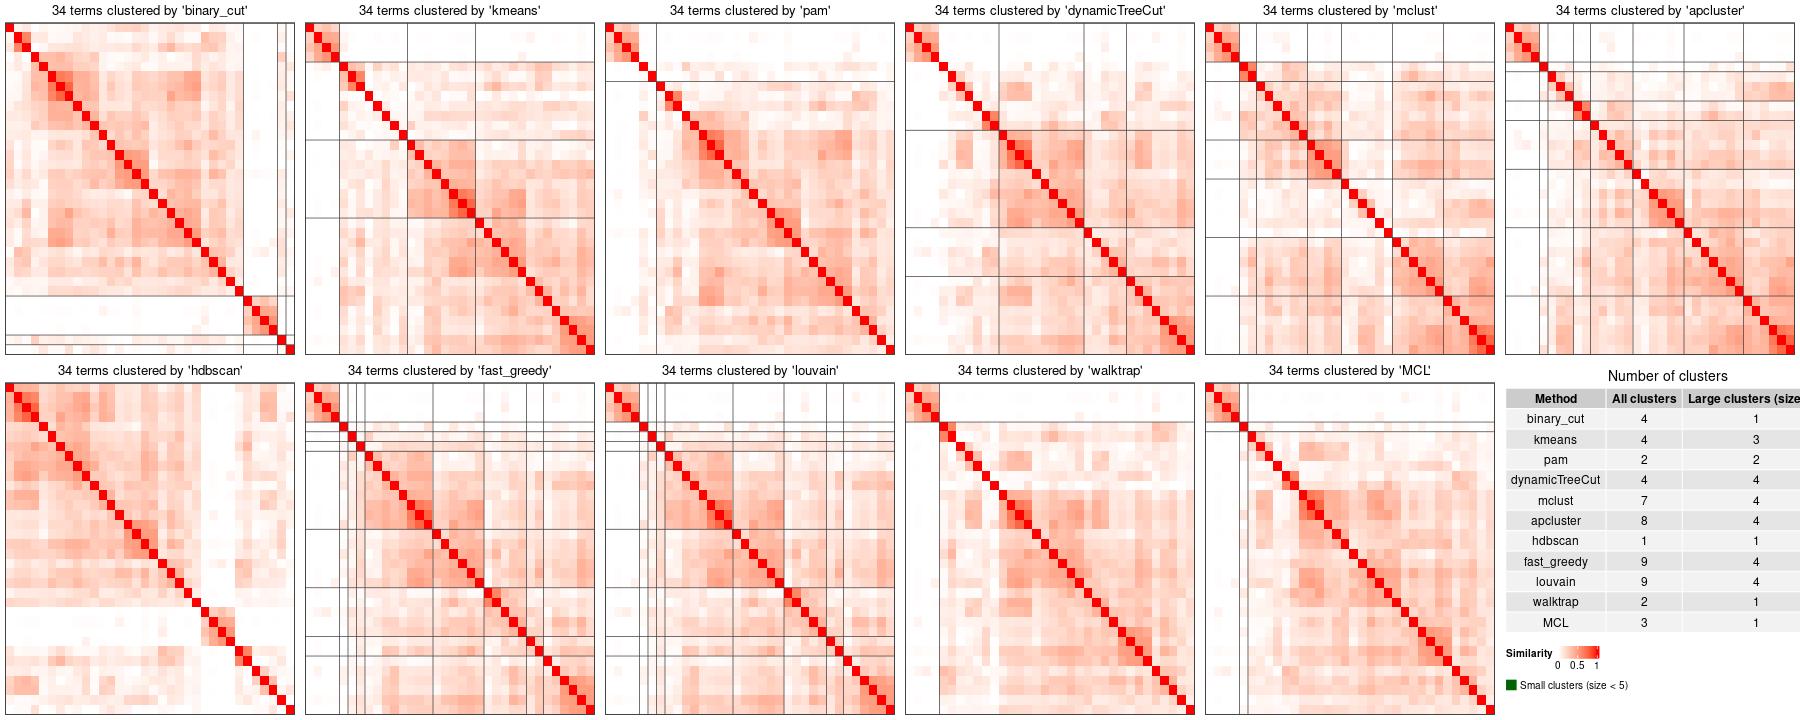 34 terms clustered by 'binary_cut'
34 terms clustered by 'kmeans'
34 terms clustered by 'pam'
34 terms clustered by 'dynamicTreeCut'
34 terms clustered by 'mclust'
34 terms clustered by 'apcluster'
34 terms clustered by 'hdbscan'
34 terms clustered by 'fast_greedy'
34 terms clustered by 'louvain'
34 terms clustered by 'walktrap'
34 terms clustered by 'MCL'
Number of clusters
Method All clusters Large clusters (size
binary_cut 4 1
kmeans 4 3
pam 2 2
dynamicTreeCut 4 4
mclust 7 4
apcluster 8 4
hdbscan 1 1
fast_greedy 9 4
louvain 9 4
walktrap 2 1
MCL 3 1
Similarity
0 0.5 1
Small clusters (size < 5)